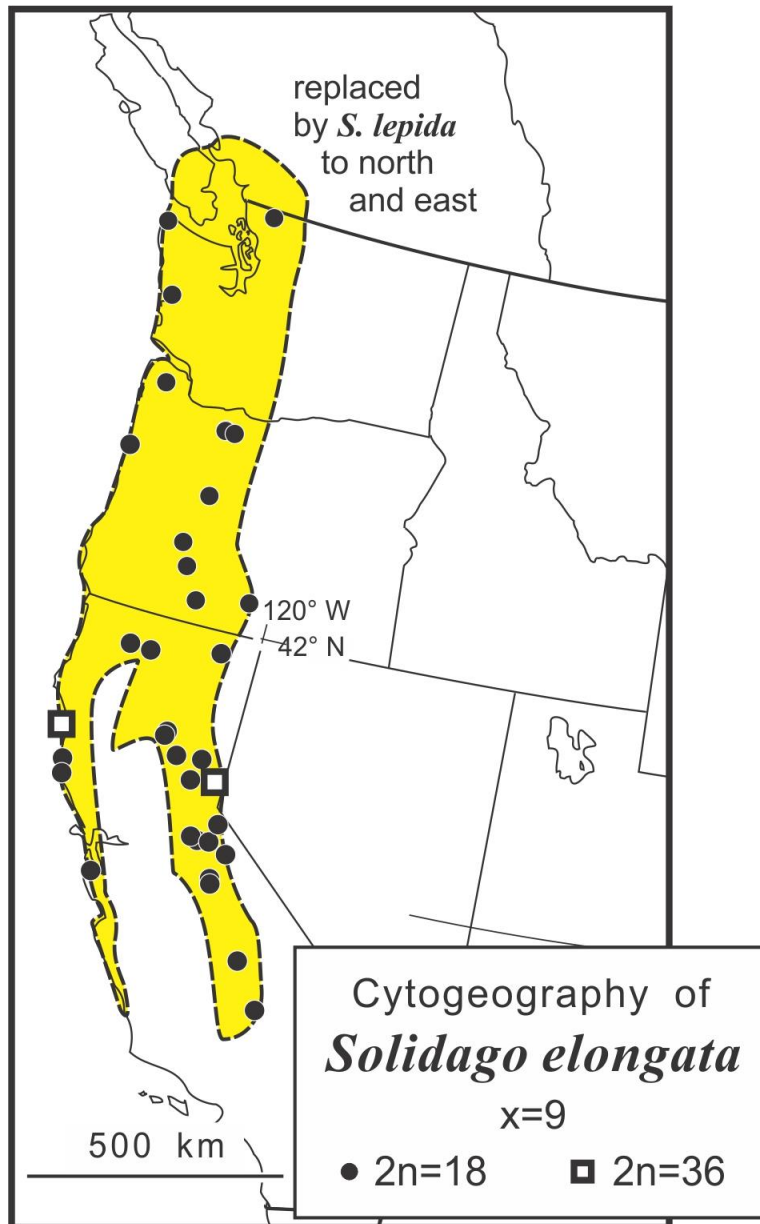 replaced
by S. lepida
to north
and east
120° W
42° N
Cytogeography of
Solidago elongata
x=9
500 km
2n=18 2n=36